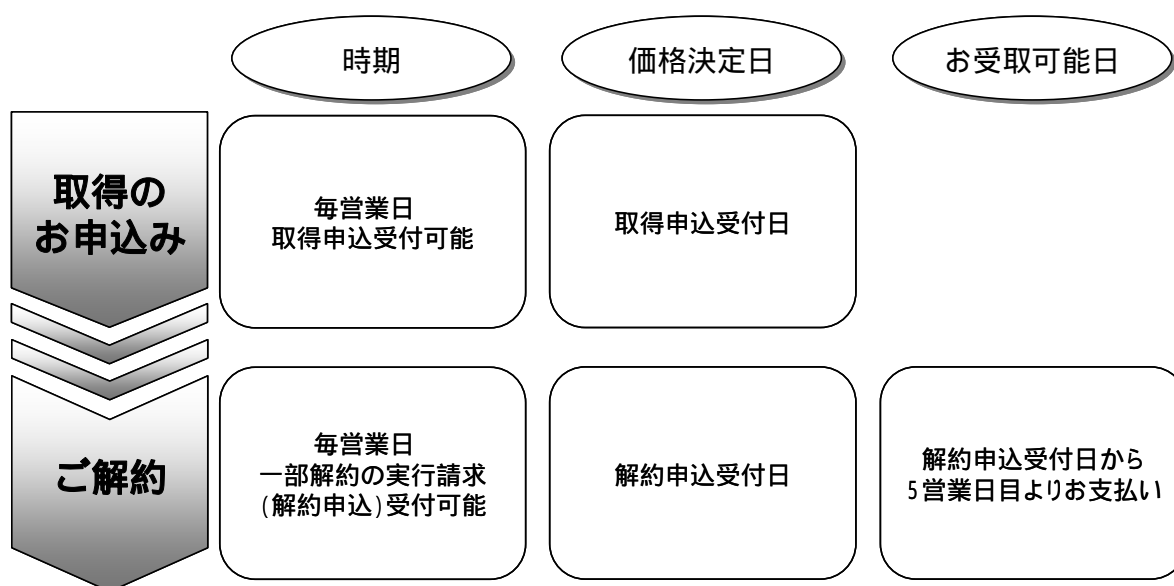 時期
価格決定日
お受取可能日
取得の
お申込み
毎営業日
取得申込受付可能
取得申込受付日
ご解約
毎営業日
一部解約の実行請求
(解約申込)受付可能
解約申込受付日
解約申込受付日から
5営業日目よりお支払い